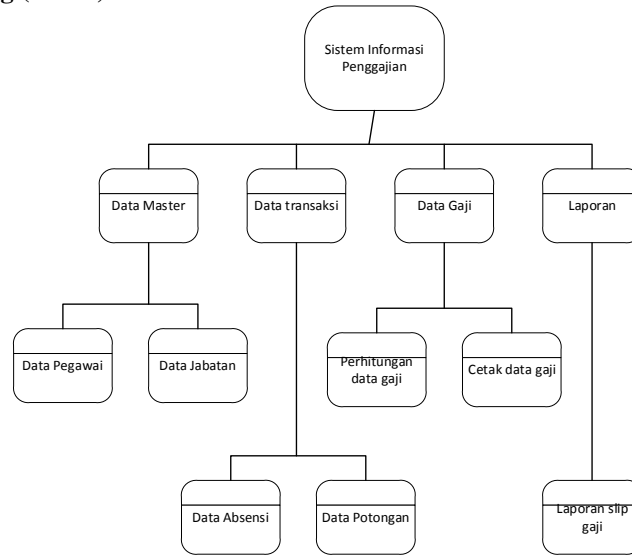 Sistem Informasi
Penggajian
Data Master
Data transaksi
Data Gaji
Laporan
Data Pegawai
Data Jabatan
Perhitungan
data gaji
Cetak data gaji
Data Absensi
Data Potongan
Laporan slip
gaji